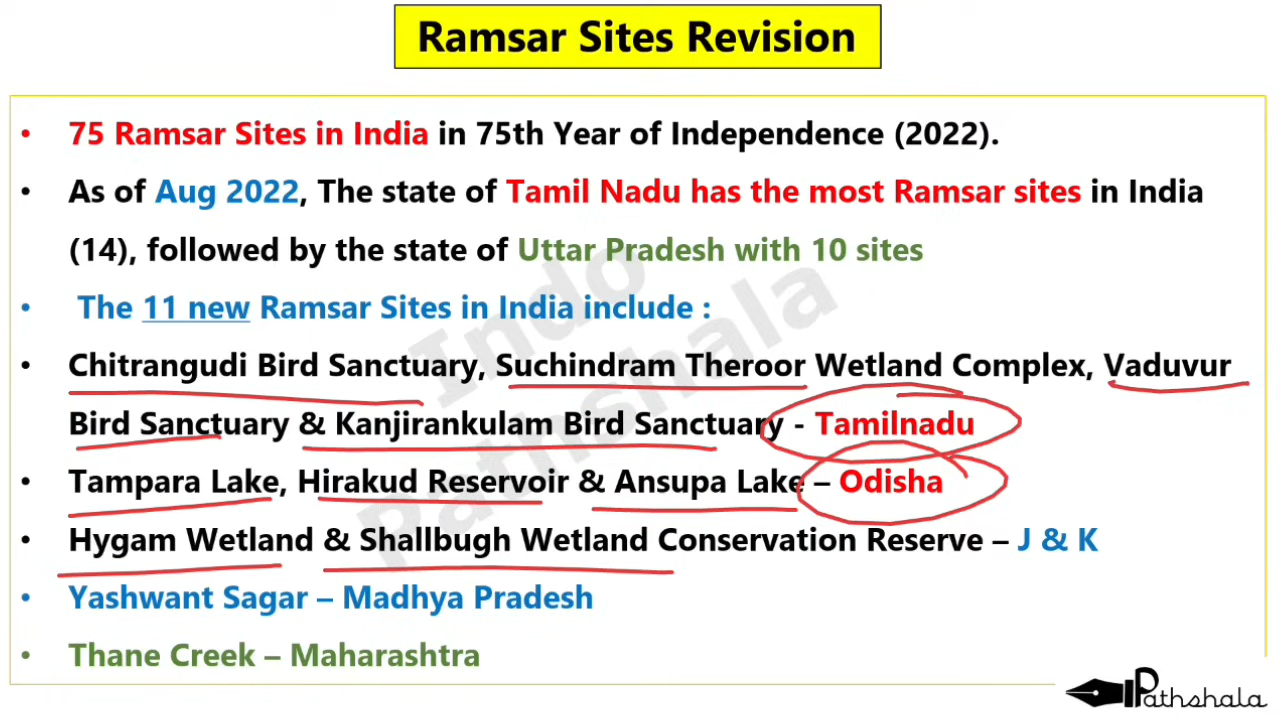 Ramsar Sites Revision
• 75 Ramsar Sites in India in 75th Year of Independence (2022).
• As of Aug 2022, The state of Tamil Nadu has the most Ramsar sites in India
(14), followed by the state of Uttar Pradesh with 10 sites
• The 11 new Ramsar Sites in India include :
• Chitrangudi Bird Sanctuary, Suchindram Theroor Wetland Complex, Vaduvur
Bird Sanctuary & Kanjirankulam Bird Sanctuary - Tamilnadu
• Tampara Lake, Hirakud Reservoir & Ansupa Lake – Odisha
• Hygam Wetland & Shallbugh Wetland Conservation Reserve – J & K
• Yashwant Sagar – Madhya Pradesh
• Thane Creek – Maharashtra
Indo
Pathshala
Pathshala